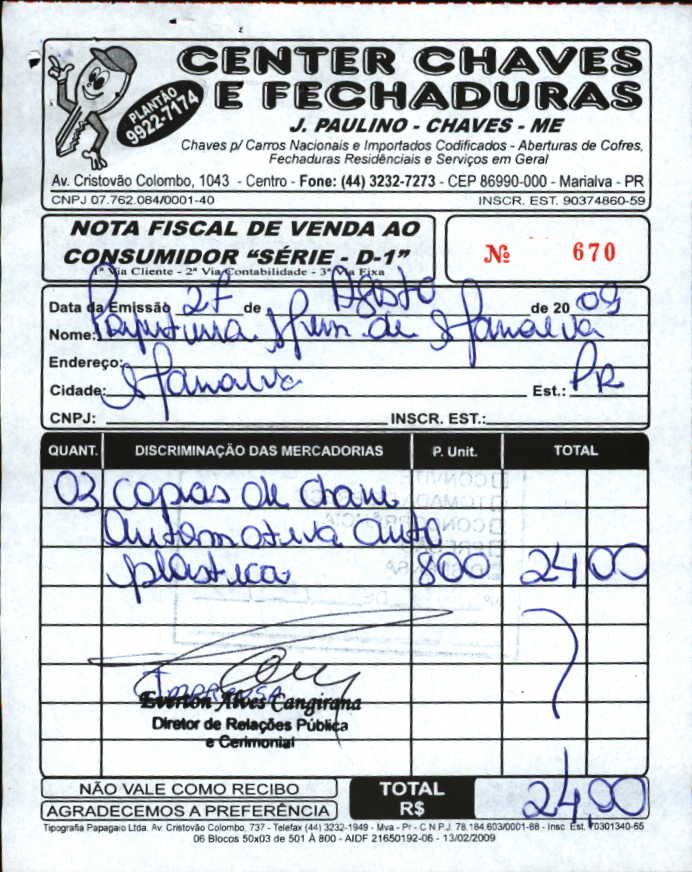 CENTER CHAVES
E FECHADURAS
PLANTÃO
9922-7174
J. PAULINO - CHAVES - ME
Chaves p/ Carros Nacionais e Importados Codificados - Aberturas de Cofres,
Fechaduras Residênciais e Serviços em Geral
Av. Cristovão Colombo, 1043 - Centro - Fone: (44) 3232-7273 - CEP 86990-000 - Marialva - PR
CNPJ 07.762.084/0001-40 INSCR. EST. 90374860-59
NOTA FISCAL DE VENDA AO
CONSUMIDOR "SÉRIE - D-1"
1ª Via Cliente - 2ª Via Contabilidade - 3ª Via Fixa
Nº 670
Data da Emissão 27 de Agosto de 2009
Nome: de Marialva
Endereço:
Cidade: Marialva Est.: PR
CNPJ: INSCR. EST.:
QUANT. DISCRIMINAÇÃO DAS MERCADORIAS P. Unit. TOTAL
03 copias de chave
automotiva
plastica 800 24 00
IMPRENSA
Everton Alves Cangirana
Diretor de Relações Pública
e Cerimonial
NÃO VALE COMO RECIBO
AGRADECEMOS A PREFERÊNCIA
TOTAL
R$ 24,00
Tipografia Papagaio Ltda. Av. Cristovão Colombo, 737 - Telefax (44) 3232-1949 - Mva - Pr - C.N.P.J. 78.184.603/0001-88 - Insc. Est. 70301340-65
06 Blocos 50x03 de 501 À 800 - AIDF 21650192-06 - 13/02/2009